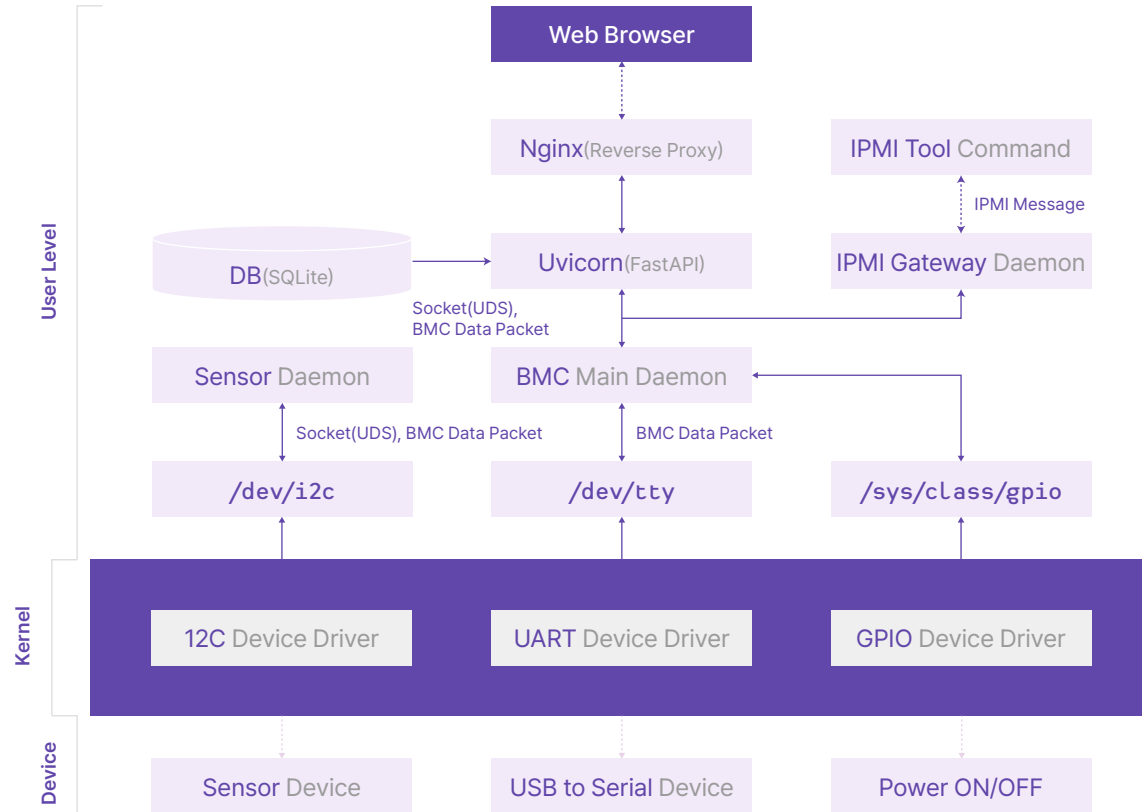 Web Browser
Nginx(Reverse Proxy)
IPMI Tool Command
IPMI Message
User Level
DB(SQLite)
Uvicorn(FastAPI)
IPMI Gateway Daemon
Socket(UDS),
BMC Data Packet
Sensor Daemon
BMC Main Daemon
Socket(UDS), BMC Data Packet
BMC Data Packet
/dev/i2c
/dev/tty
/sys/class/gpio
Kernel
12C Device Driver
UART Device Driver
GPIO Device Driver
Device
Sensor Device
USB to Serial Device
Power ON/OFF